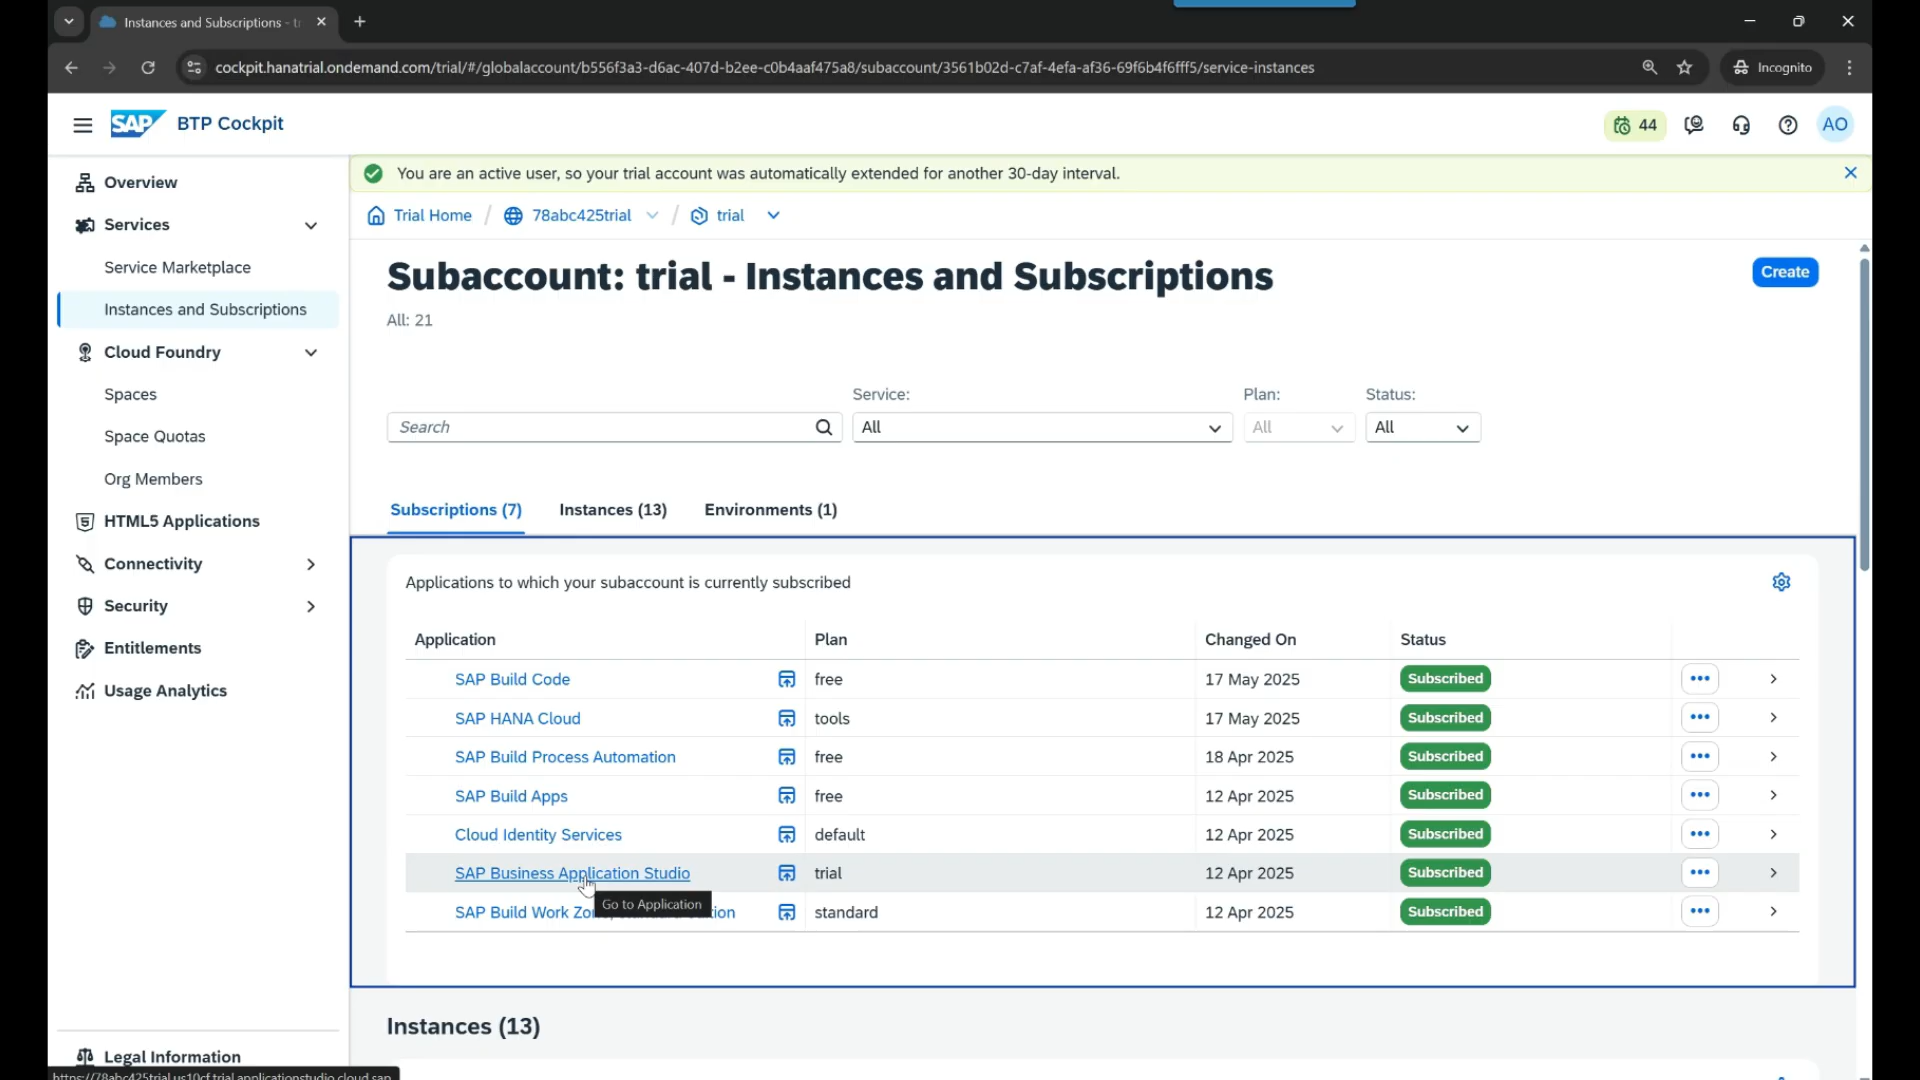 Instances and Subscriptions - tr
cockpit.hanatrial.ondemand.com/trial/#/globalaccount/b556f3a3-d6ac-407d-b2ee-c0b4aaf475a8/subaccount/3561b02d-c7af-4efa-af36-69f6b4f6fff5/service-instances
Incognito
SAP BTP Cockpit
44
AO
You are an active user, so your trial account was automatically extended for another 30-day interval.
Trial Home / 78abc425trial / trial
Overview
Services
Service Marketplace
Instances and Subscriptions
Cloud Foundry
Spaces
Space Quotas
Org Members
HTML5 Applications
Connectivity
Security
Entitlements
Usage Analytics
Legal Information
https://78abc425trial.us10cf.trial.applicationstudio.cloud.sap
Subaccount: trial - Instances and Subscriptions
Create
All: 21
Service: Plan: Status:
Search All All All
Subscriptions (7) Instances (13) Environments (1)
Applications to which your subaccount is currently subscribed
Application Plan Changed On Status
SAP Build Code free 17 May 2025 Subscribed
SAP HANA Cloud tools 17 May 2025 Subscribed
SAP Build Process Automation free 18 Apr 2025 Subscribed
SAP Build Apps free 12 Apr 2025 Subscribed
Cloud Identity Services default 12 Apr 2025 Subscribed
SAP Business Application Studio trial 12 Apr 2025 Subscribed
Go to Application
SAP Build Work Zo tion standard 12 Apr 2025 Subscribed
Instances (13)